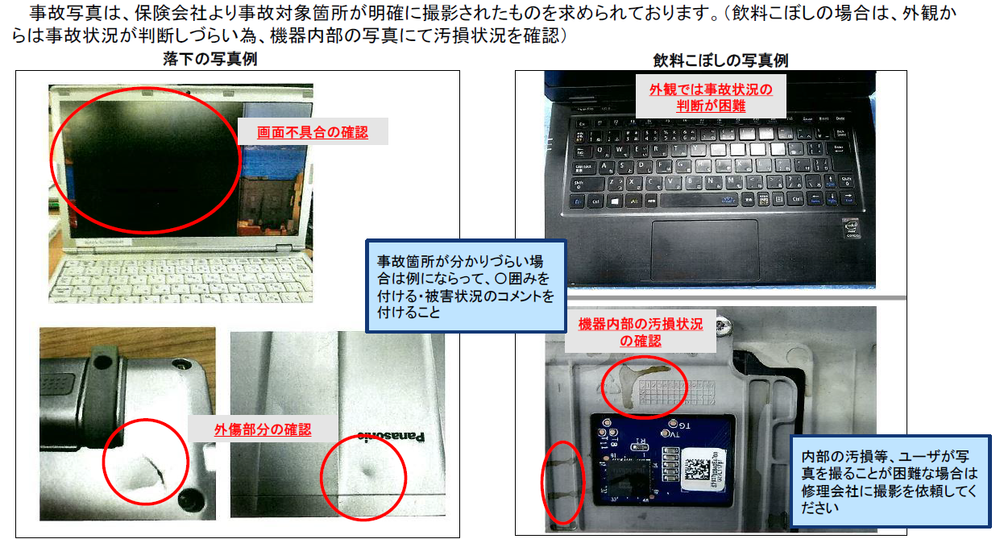 事故写真は、保険会社より事故対象箇所が明確に撮影されたものを求められております。（飲料こぼしの場合は、外観か
らは事故状況が判断しづらい為、機器内部の写真にて汚損状況を確認）
落下の写真例
画面不具合の確認
外傷部分の確認
Panasonic
事故箇所が分かりづらい場
合は例にならって、〇囲みを
付ける・被害状況のコメントを
付けること
飲料こぼしの写真例
外観では事故状況の
判断が困難
機器内部の汚損状況
の確認
TG
TV
R1
内部の汚損等、ユーザが写
真を撮ることが困難な場合は
修理会社に撮影を依頼してく
ださい